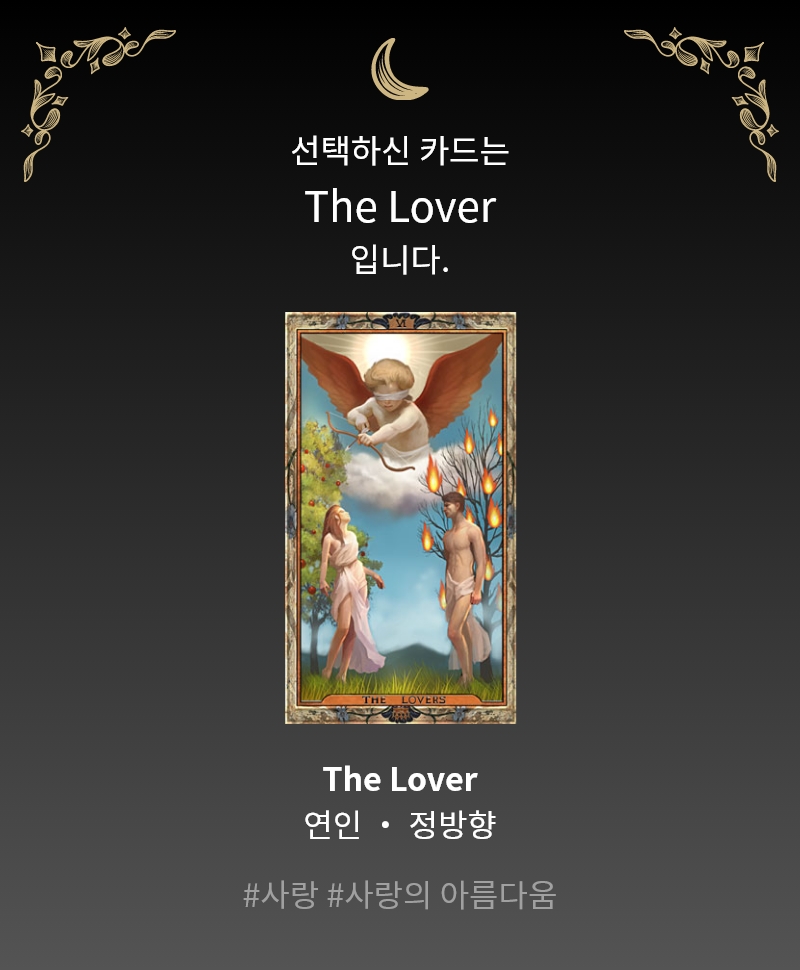 선택하신 카드는
The Lover
입니다.
VI
THE LOVERS
The Lover
연인 • 정방향
#사랑 #사랑의 아름다움